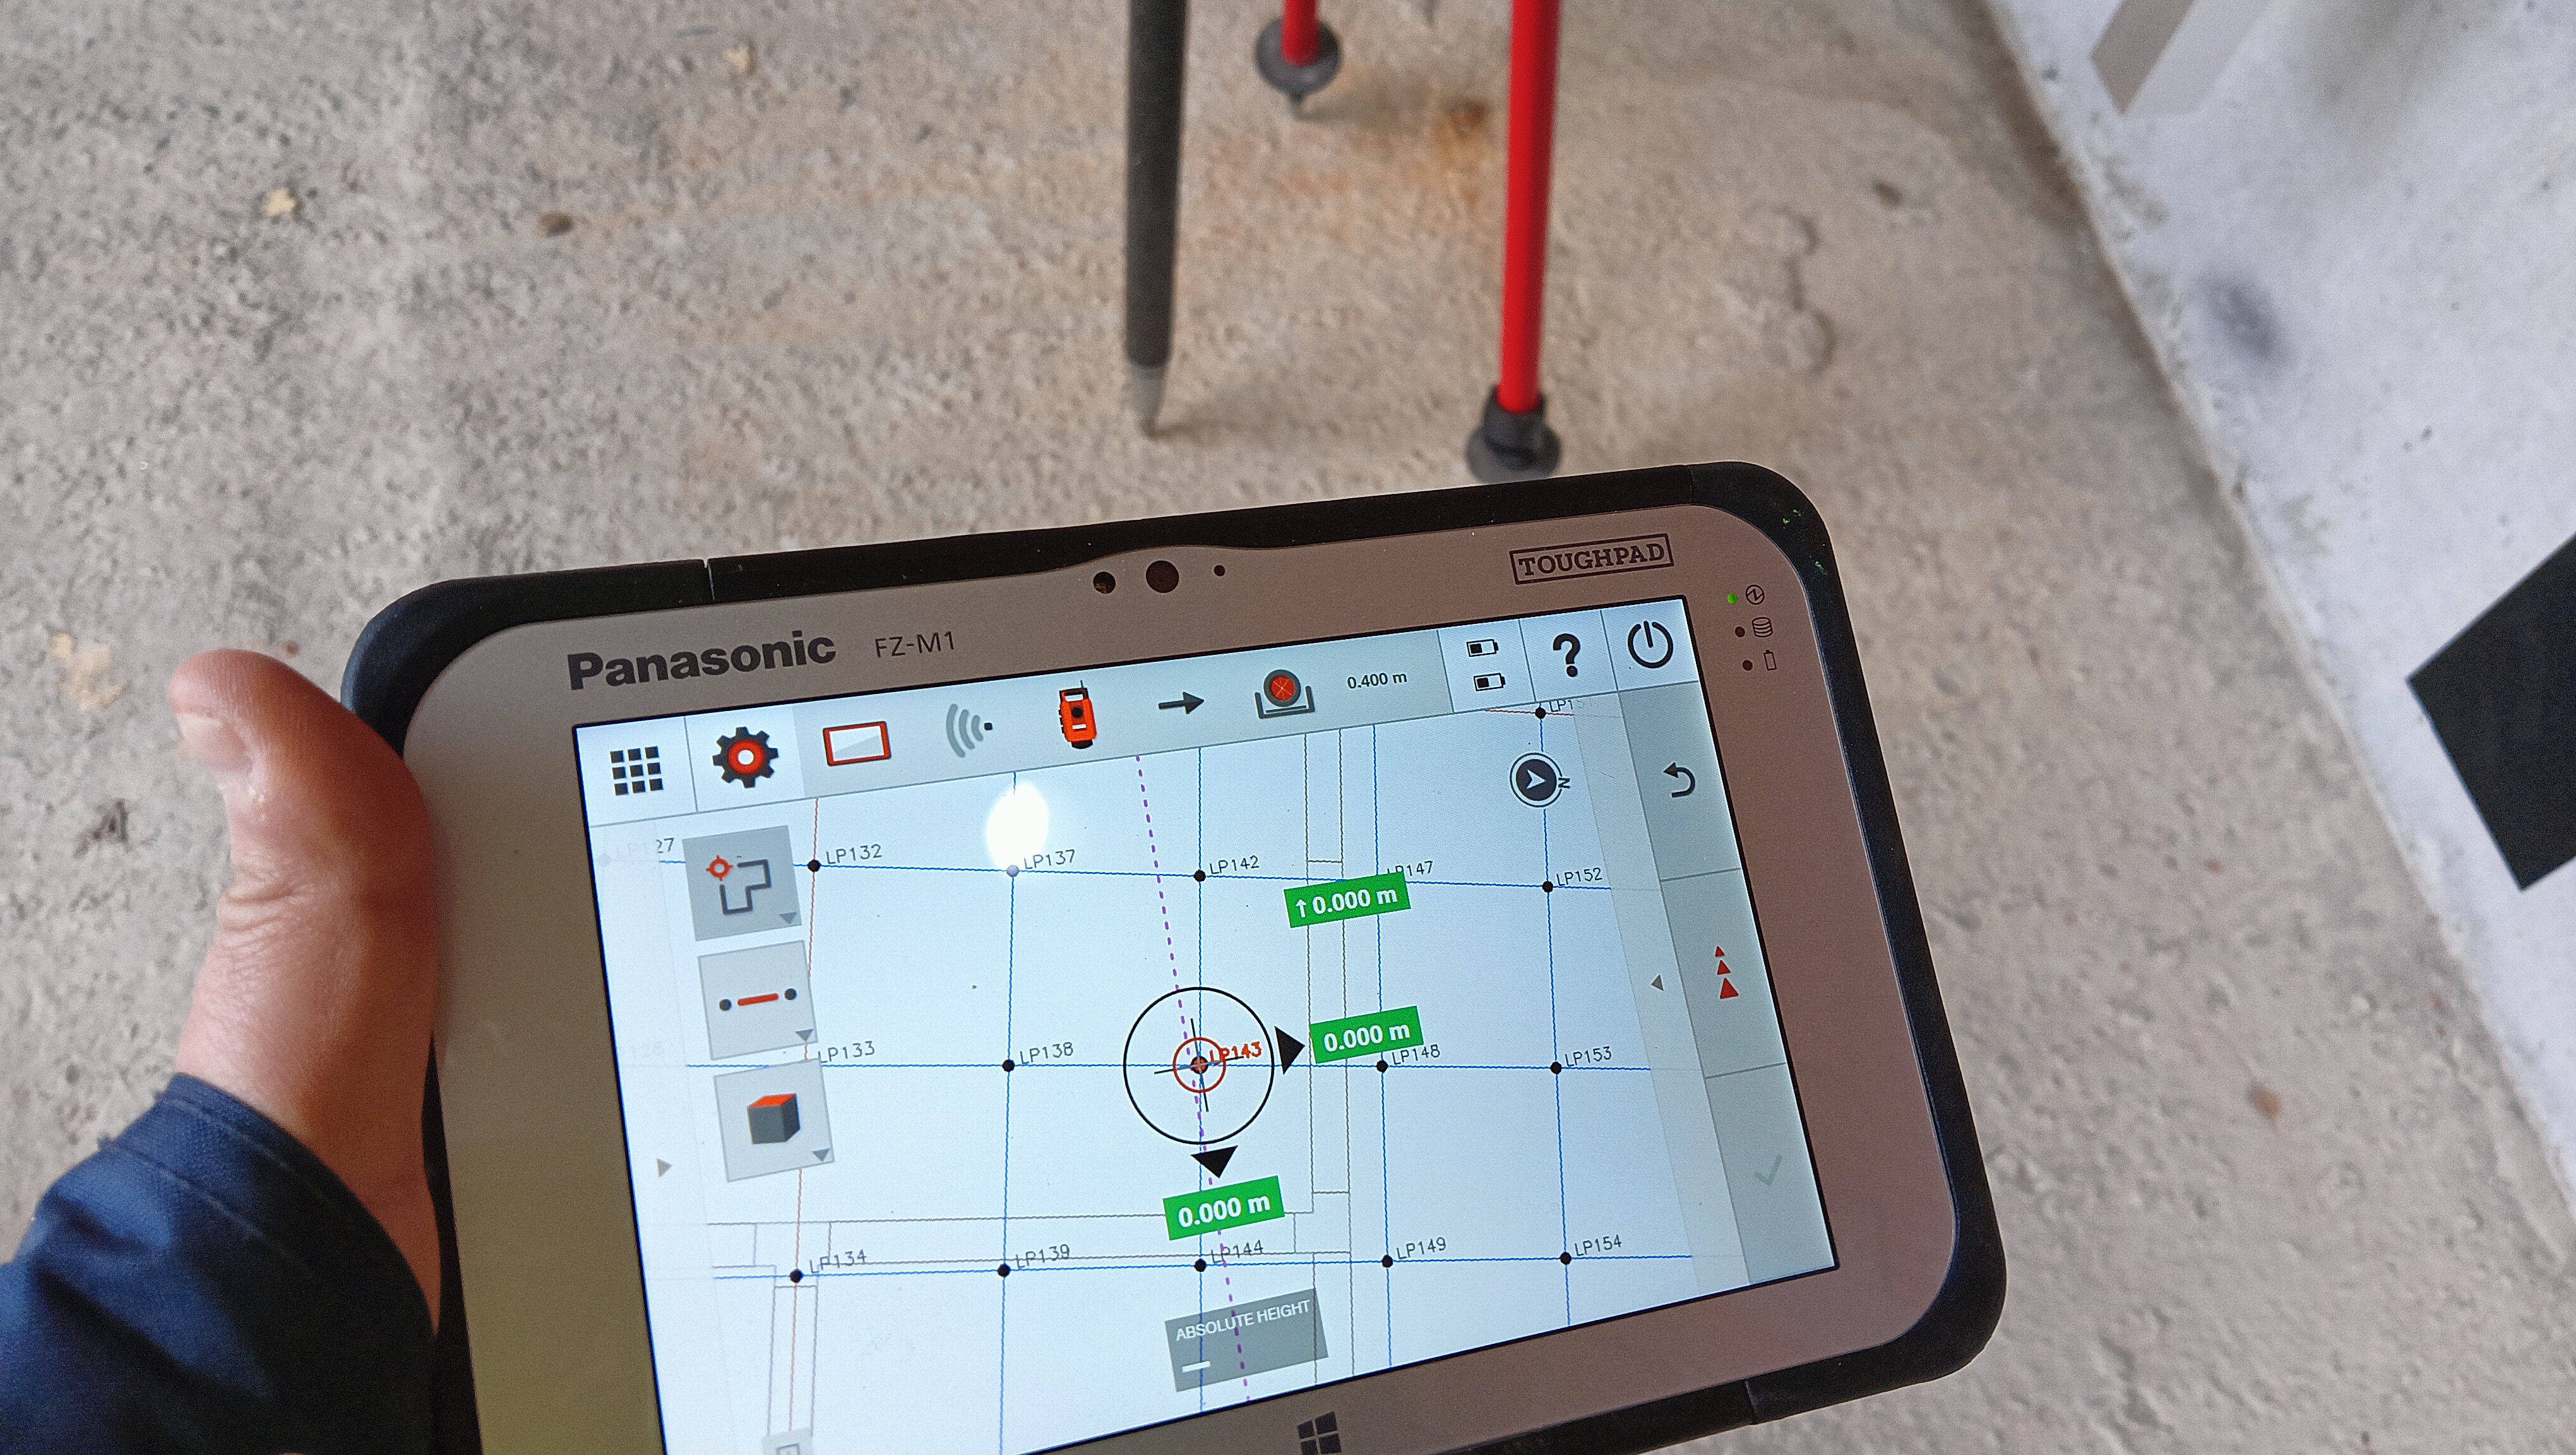 TOUGHPAD
Panasonic FZ-M1
?
0.400 m
N
LP132
LP137
LP142
LP147
LP152
↑ 0.000 m
LP133
LP138
LP143
0.000 m
LP148
LP153
0.000 m
LP134
LP139
LP144
LP149
LP154
ABSOLUTE HEIGHT